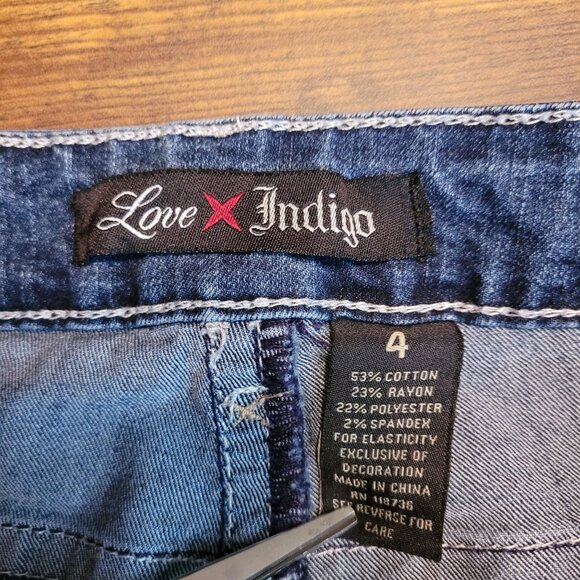 Love X Indigo
4
53% COTTON
23% RAYON
22% POLYESTER
2% SPANDEX
FOR ELASTICITY
EXCLUSIVE OF
DECORATION
MADE IN CHINA
RN 118736
SEE REVERSE FOR
CARE